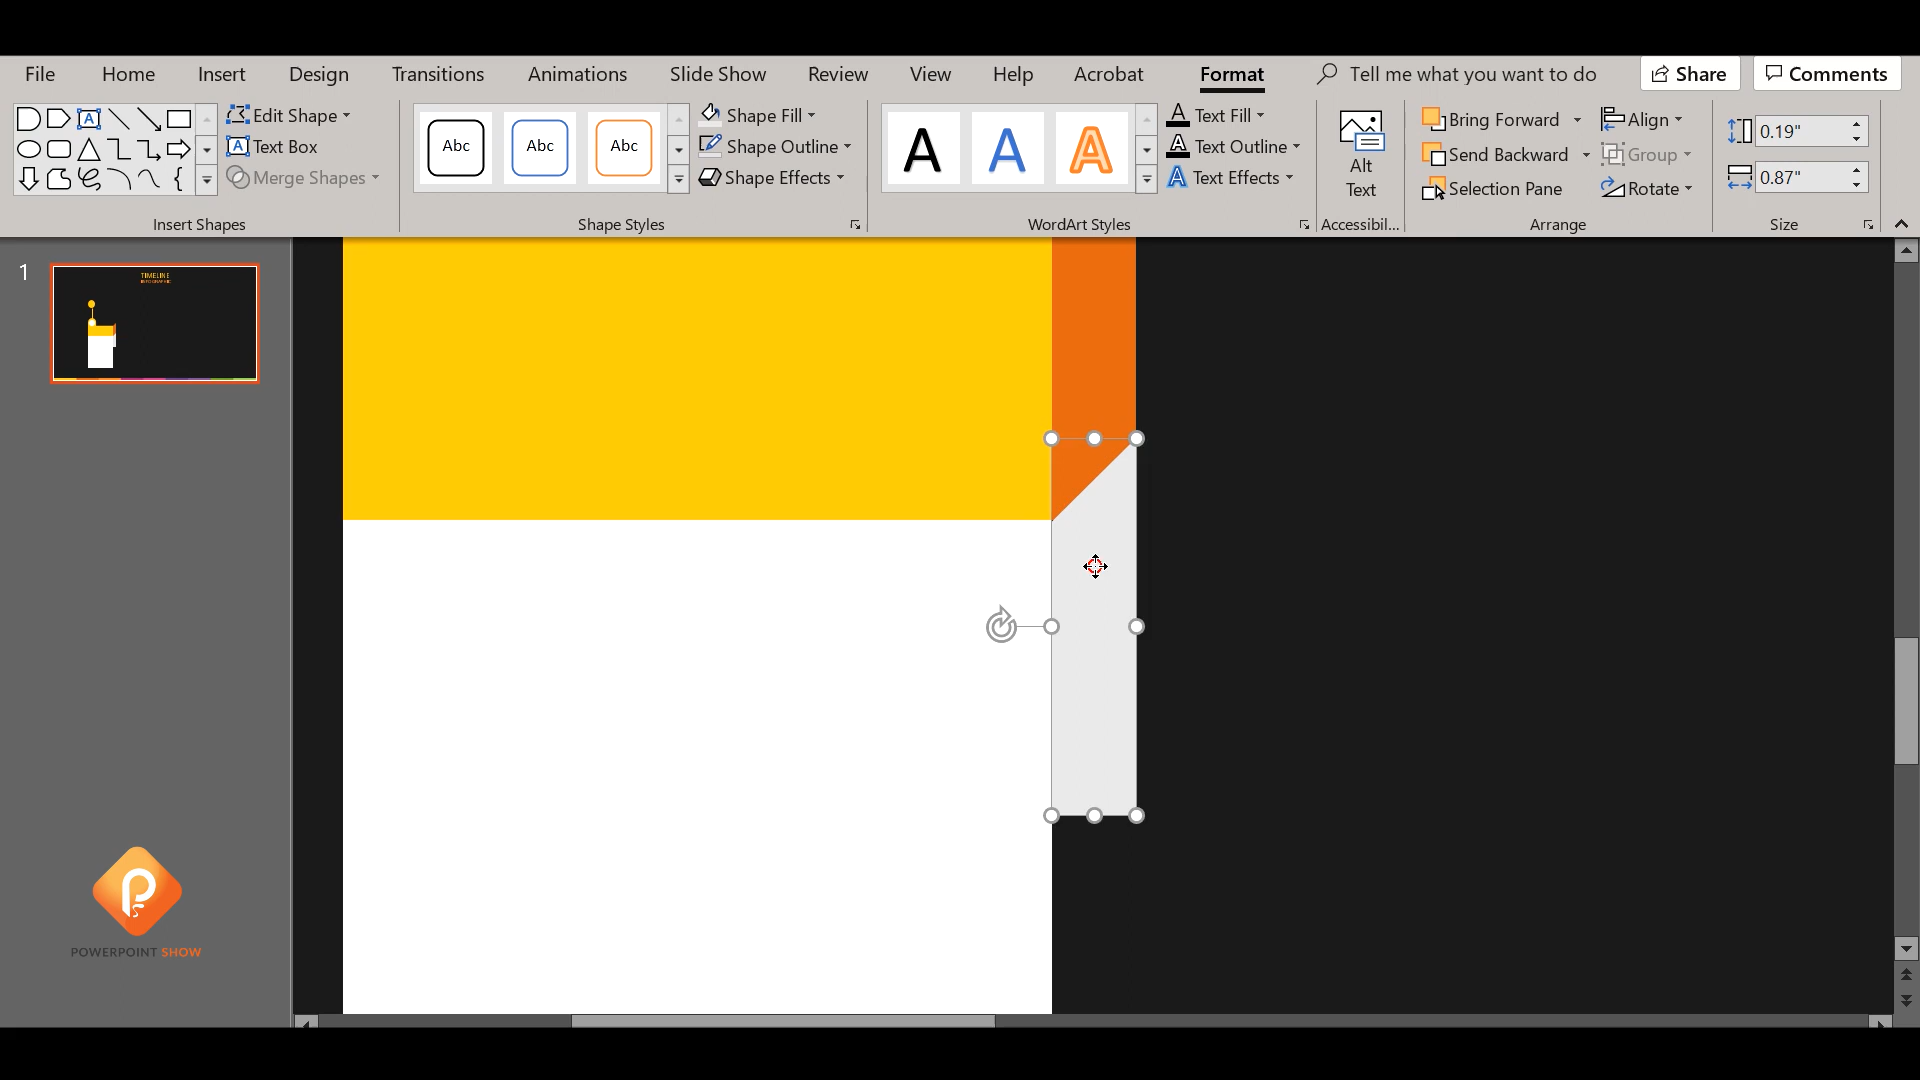 File Home Insert Design Transitions Animations Slide Show Review View Help Acrobat Format Tell me what you want to do Share Comments
Edit Shape
Text Box
Merge Shapes
Insert Shapes
Abc Abc Abc
Shape Fill
Shape Outline
Shape Effects
Shape Styles
A A A
Text Fill
Text Outline
Text Effects
WordArt Styles
Alt
Text
Accessibil...
Bring Forward
Send Backward
Selection Pane
Align
Group
Rotate
Arrange
0.19"
0.87"
Size
1
TIMELINE
INFOGRAPHIC
POWERPOINT SHOW